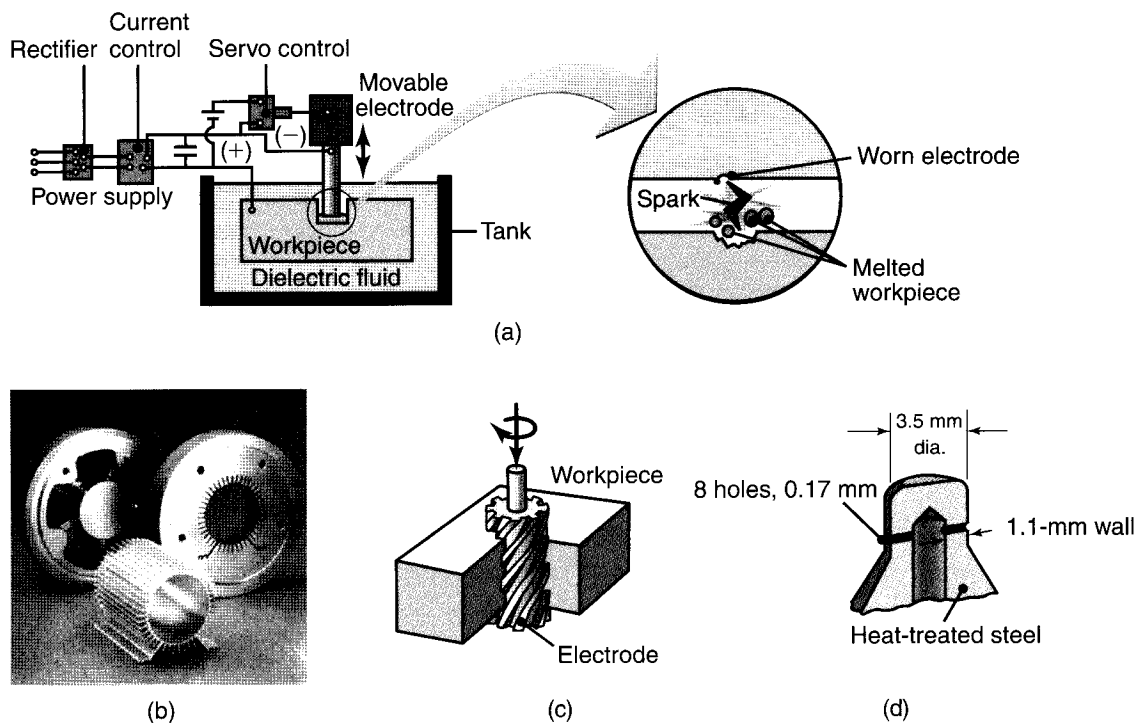 Current
Rectifier control
Servo control
Movable
electrode
(−)
(+)
Power supply
Workpiece
Dielectric fluid
Tank
Worn electrode
Spark
Melted
workpiece
(a)
3.5 mm
dia.
Workpiece
8 holes, 0.17 mm
1.1-mm wall
Electrode
Heat-treated steel
(b)
(c)
(d)